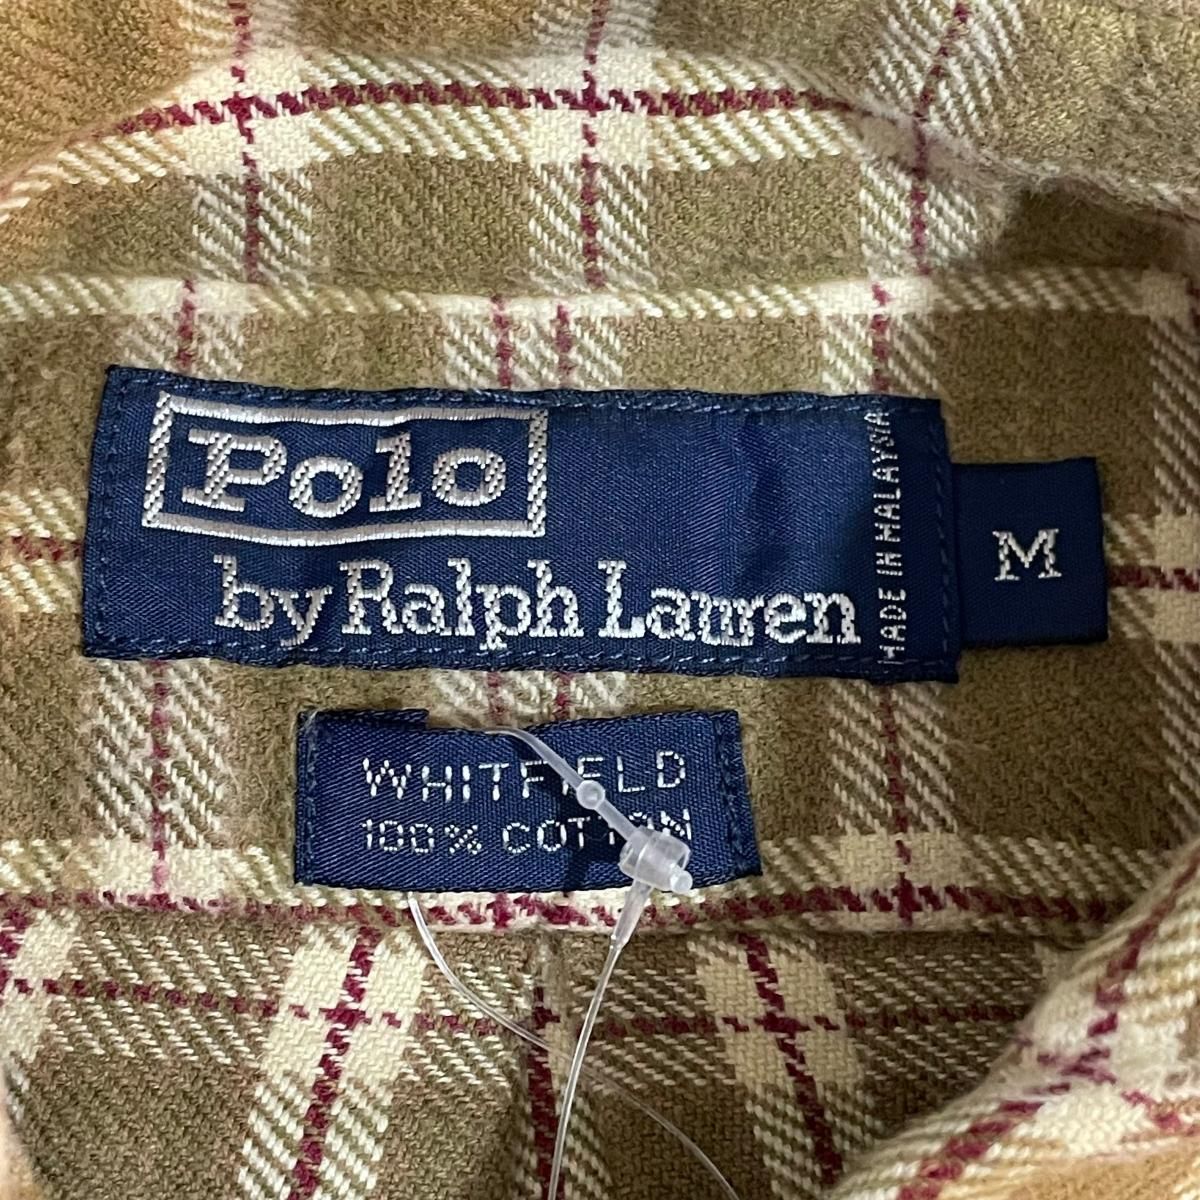 Polo
by Ralph Lauren
MADE IN MALAYSIA
M
WHITFIELD
100% COTTON